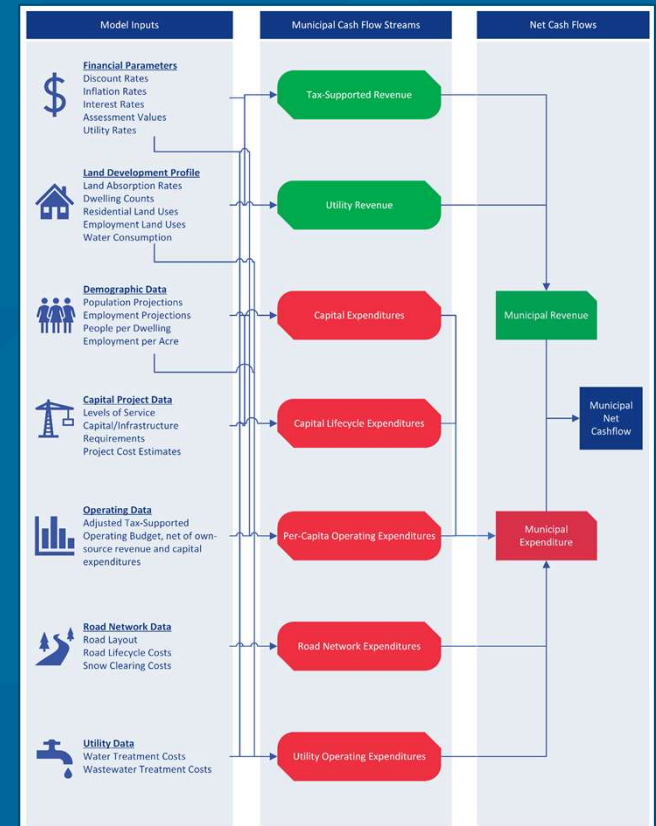 Model Inputs
Municipal Cash Flow Streams
Net Cash Flows
Financial Parameters
Discount Rates
Inflation Rates
Interest Rates
Assessment Values
Utility Rates
Tax-Supported Revenue
Land Development Profile
Land Absorption Rates
Dwelling Counts
Residential Land Uses
Employment Land Uses
Water Consumption
Utility Revenue
Demographic Data
Population Projections
Employment Projections
People per Dwelling
Employment per Acre
Capital Expenditures
Municipal Revenue
Capital Project Data
Levels of Service
Capital/Infrastructure
Requirements
Project Cost Estimates
Capital Lifecycle Expenditures
Municipal
Net
Cashflow
Operating Data
Adjusted Tax-Supported
Operating Budget, net of own-
source revenue and capital
expenditures
Per-Capita Operating Expenditures
Municipal
Expenditure
Road Network Data
Road Layout
Road Lifecycle Costs
Snow Clearing Costs
Road Network Expenditures
Utility Data
Water Treatment Costs
Wastewater Treatment Costs
Utility Operating Expenditures